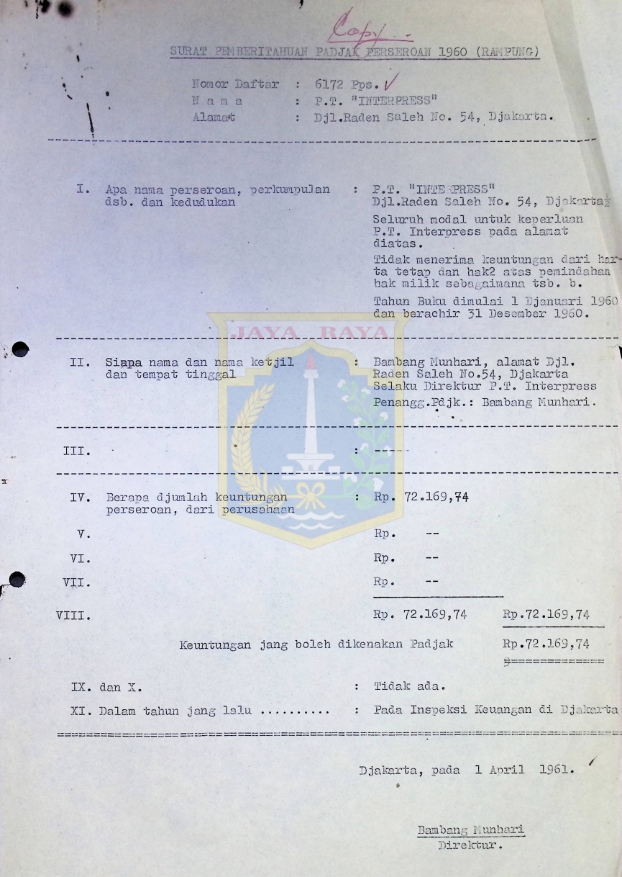 Copy.
SURAT PEMBERITAHUAN PADJAK PERSEROAN 1960 (RAMPUNG)
Nomor Daftar : 6172 Pps. ✓
N a m a : P.T. "INTERPRESS"
Alamat : Djl.Raden Saleh No. 54, Djakarta.
I. Apa nama perseroan, perkumpulan : P.T. "INTERPRESS"
dsb. dan kedudukan Djl.Raden Saleh No. 54, Djakarta
Seluruh modal untuk keperluan
P.T. Interpress pada alamat
diatas.
Tidak menerima keuntungan dari har-
ta tetap dan hak2 atas pemindahan
hak milik sebagaimana tsb. b.
Tahun Buku dimulai 1 Djanuari 1960
dan berachir 31 Desember 1960.
JAYA RAYA
II. Siapa nama dan nama ketjil : Bambang Munhari, alamat Djl.
dan tempat tinggal Raden Saleh No.54, Djakarta
Selaku Direktur P.T. Interpress
Penangg.Pdjk.: Bambang Munhari.
III. : ----
IV. Berapa djumlah keuntungan : Rp. 72.169,74
perseroan, dari perusahaan
V. Rp. --
VI. Rp. --
VII. Rp. --
VIII. Rp. 72.169,74 Rp.72.169,74
Keuntungan jang boleh dikenakan Padjak Rp.72.169,74
IX. dan X. : Tidak ada.
XI. Dalam tahun jang lalu .......... : Pada Inspeksi Keuangan di Djakarta
Djakarta, pada 1 April 1961.
Bambang Munhari
Direktur.